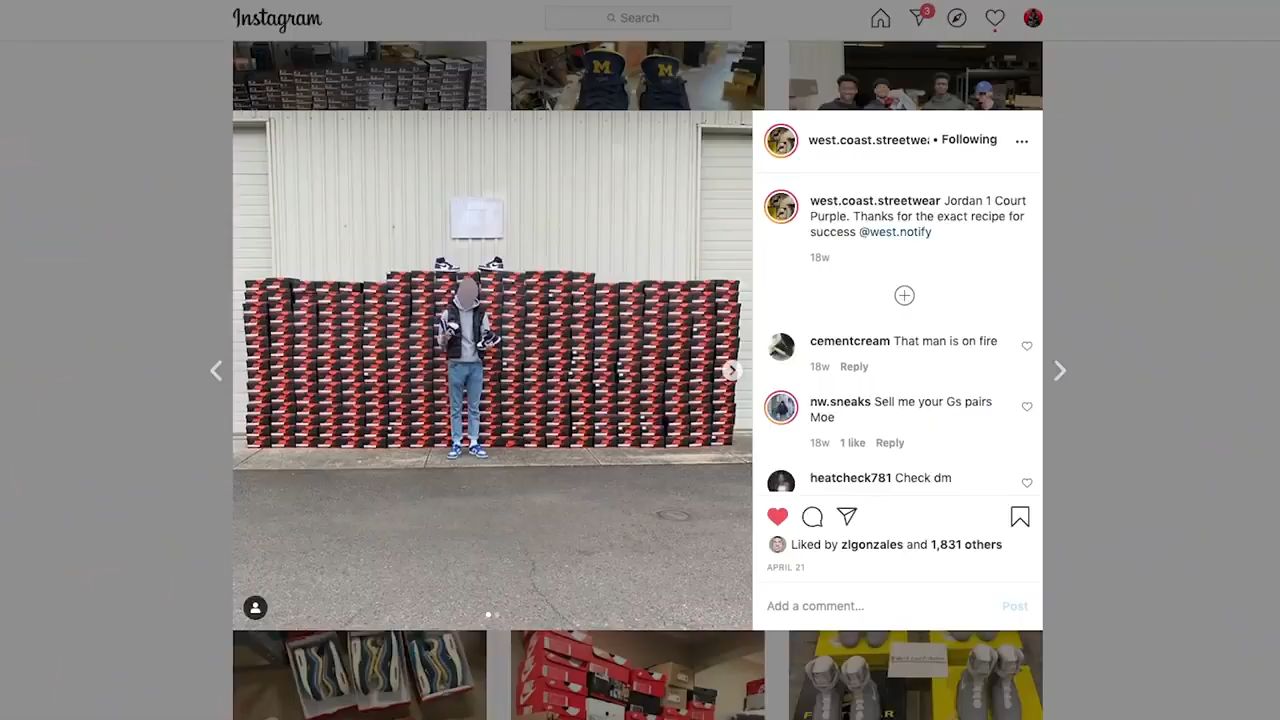 Instagram
Search
3
M M
west.coast.streetwea • Following
west.coast.streetwear Jordan 1 Court
Purple. Thanks for the exact recipe for
success @west.notify
18w
cementcream That man is on fire
18w Reply
nw.sneaks Sell me your Gs pairs
Moe
18w 1 like Reply
heatcheck781 Check dm
Liked by zlgonzales and 1,831 others
APRIL 21
Add a comment...
Post